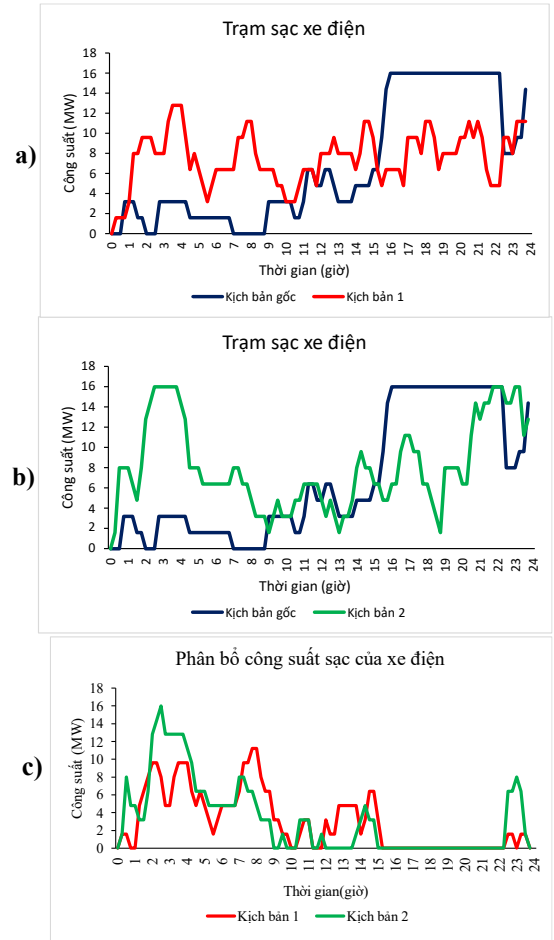 a)
Trạm sạc xe điện
Công suất (MW)
18
16
14
12
10
8
6
4
2
0
0 1 2 3 4 5 6 7 8 9 10 11 12 13 14 15 16 17 18 19 20 21 22 23 24
Thời gian (giờ)
Kịch bản gốc Kịch bản 1
b)
Trạm sạc xe điện
Công suất (MW)
18
16
14
12
10
8
6
4
2
0
0 1 2 3 4 5 6 7 8 9 10 11 12 13 14 15 16 17 18 19 20 21 22 23 24
Thời gian (giờ)
Kịch bản gốc Kịch bản 2
c)
Phân bổ công suất sạc của xe điện
Công suất (MW)
18
16
14
12
10
8
6
4
2
0
0 1 2 3 4 5 6 7 8 9 10 11 12 13 14 15 16 17 18 19 20 21 22 23 24
Thời gian(giờ)
Kịch bản 1 Kịch bản 2